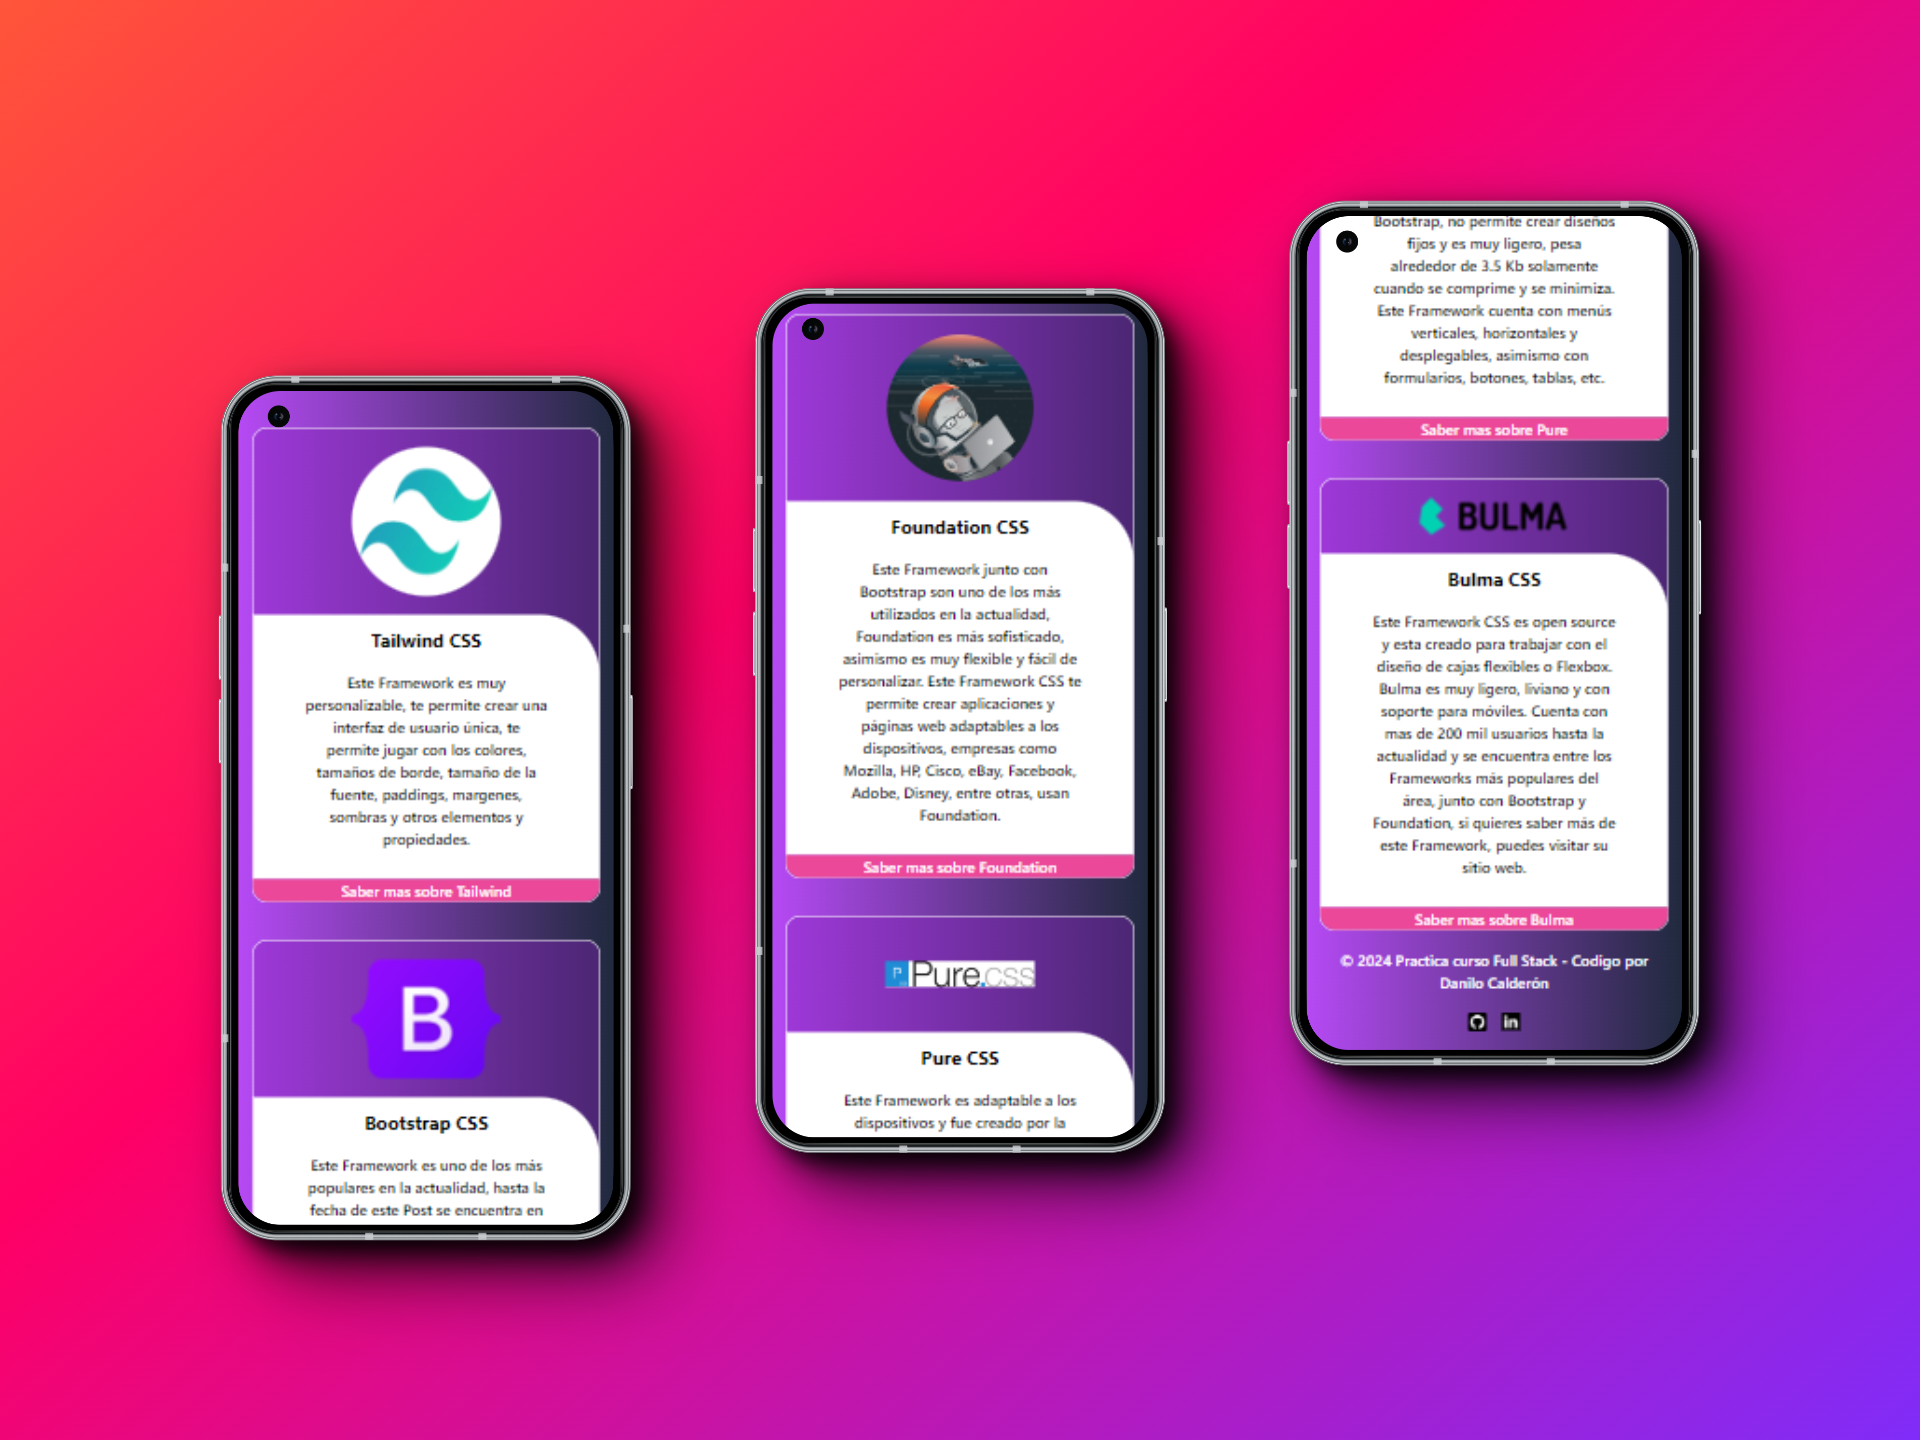 Tailwind CSS
Este Framework es muy
personalizable, te permite crear una
interfaz de usuario única, te
permite jugar con los colores,
tamaños de borde, tamaño de la
fuente, paddings, margenes,
sombras y otros elementos y
propiedades.
Saber mas sobre Tailwind
B
Bootstrap CSS
Este Framework es uno de los más
populares en la actualidad, hasta la
fecha de este Post se encuentra en
Foundation CSS
Este Framework junto con
Bootstrap son uno de los más
utilizados en la actualidad,
Foundation es más sofisticado,
asimismo es muy flexible y fácil de
personalizar. Este Framework CSS te
permite crear aplicaciones y
páginas web adaptables a los
dispositivos, empresas como
Mozilla, HP, Cisco, eBay, Facebook,
Adobe, Disney, entre otras, usan
Foundation.
Saber mas sobre Foundation
P Pure.css
Pure CSS
Este Framework es adaptable a los
dispositivos y fue creado por la
Bootstrap, no permite crear diseños
fijos y es muy ligero, pesa
alrededor de 3.5 Kb solamente
cuando se comprime y se minimiza.
Este Framework cuenta con menús
verticales, horizontales y
desplegables, asimismo con
formularios, botones, tablas, etc.
Saber mas sobre Pure
BULMA
Bulma CSS
Este Framework CSS es open source
y esta creado para trabajar con el
diseño de cajas flexibles o Flexbox.
Bulma es muy ligero, liviano y con
soporte para móviles. Cuenta con
mas de 200 mil usuarios hasta la
actualidad y se encuentra entre los
Frameworks más populares del
área, junto con Bootstrap y
Foundation, si quieres saber más de
este Framework, puedes visitar su
sitio web.
Saber mas sobre Bulma
© 2024 Practica curso Full Stack - Codigo por
Danilo Calderón
in